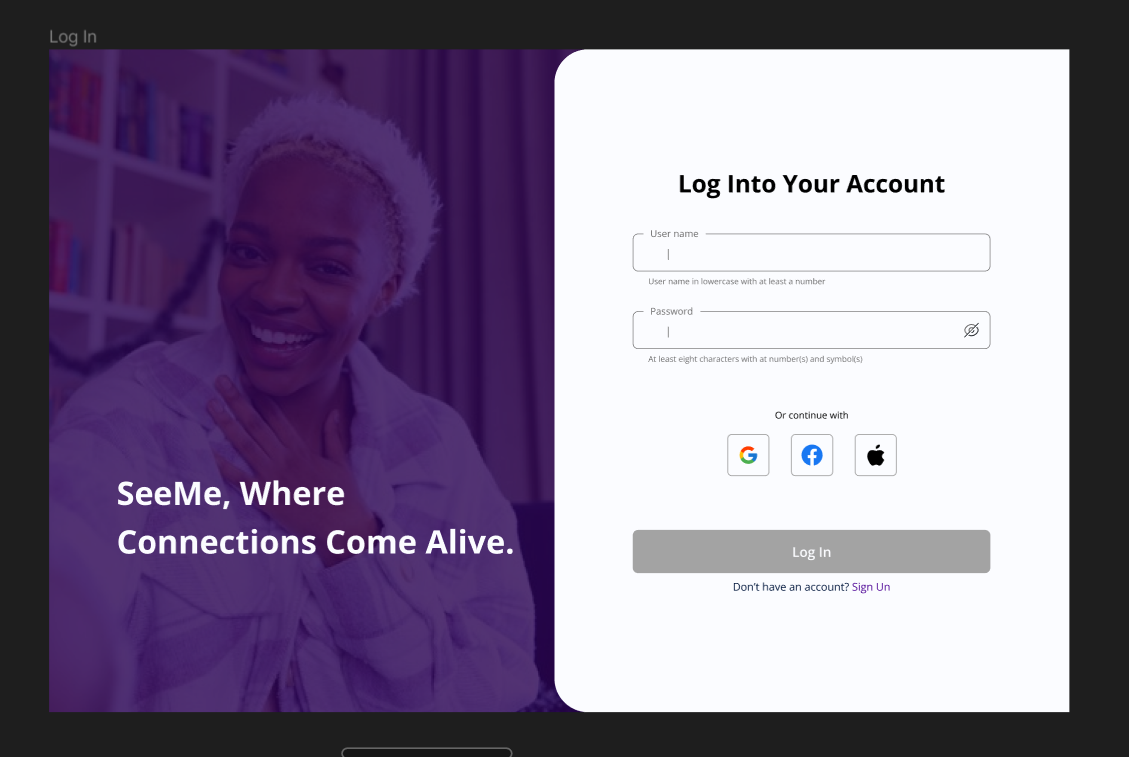 Log In
SeeMe, Where
Connections Come Alive.
Log Into Your Account
User name
User name in lowercase with at least a number
Password
At least eight characters with at number(s) and symbol(s)
Or continue with
Log In
Don't have an account? Sign Un